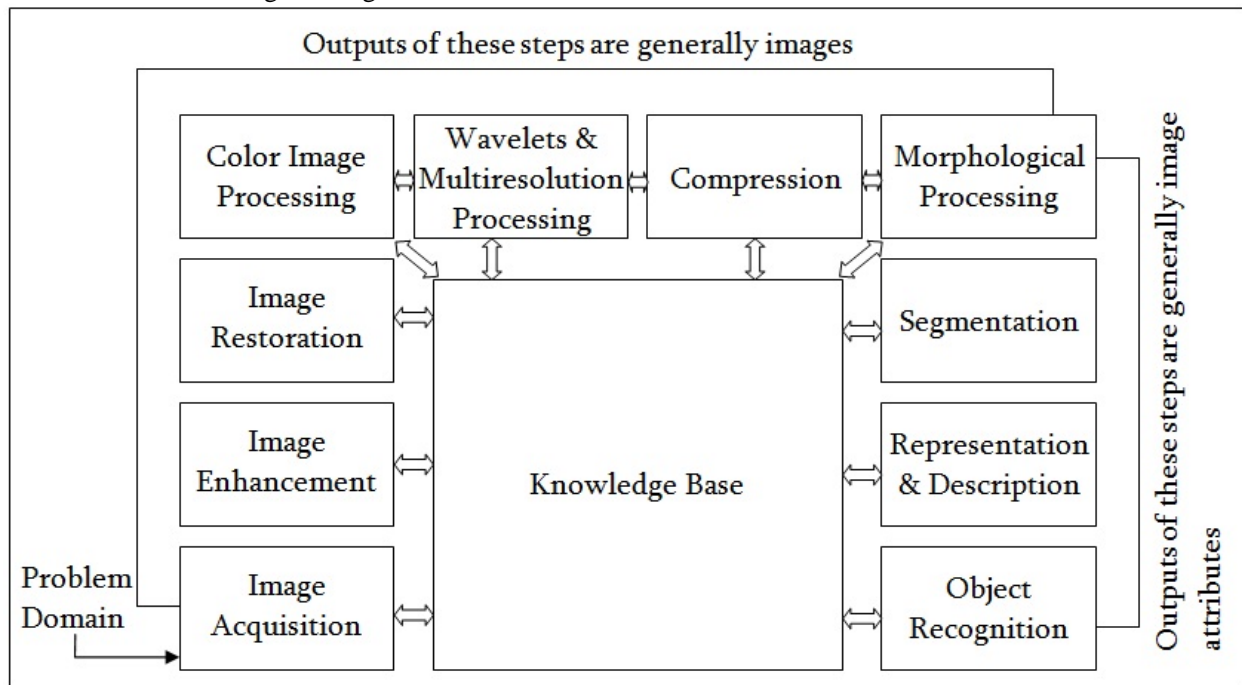 Outputs of these steps are generally images
Color Image
Processing
Wavelets &
Multiresolution
Processing
Compression
Morphological
Processing
Image
Restoration
Segmentation
Image
Enhancement
Knowledge Base
Representation
& Description
Problem
Domain
Image
Acquisition
Object
Recognition
Outputs of these steps are generally image
attributes